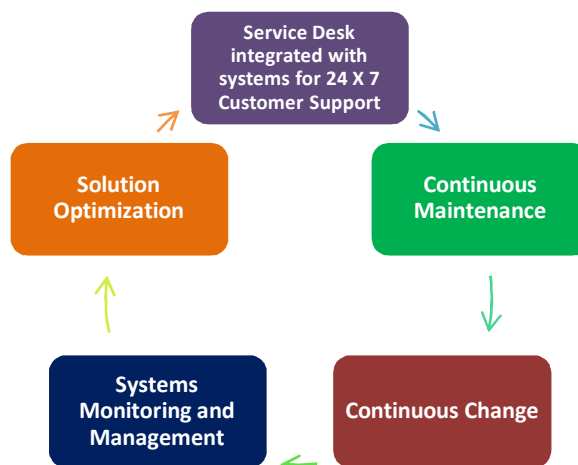 Service Desk
integrated with
systems for 24 X 7
Customer Support
Solution
Optimization
Continuous
Maintenance
Systems
Monitoring and
Management
Continuous Change